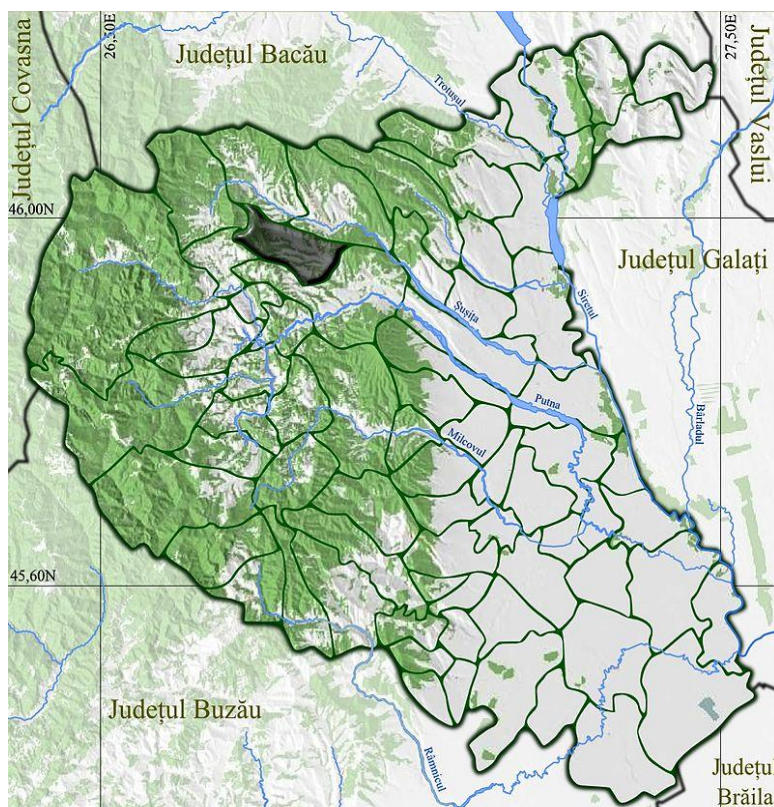 26,50E
27,50E
Județul Bacău
Județul Covasna
Județul Vaslui
Trotușul
46,00N
Județul Galați
Siretul
Șușița
Putna
Bârladul
Milcovul
45,60N
Județul Buzău
Râmnicul
Județu
Brăila